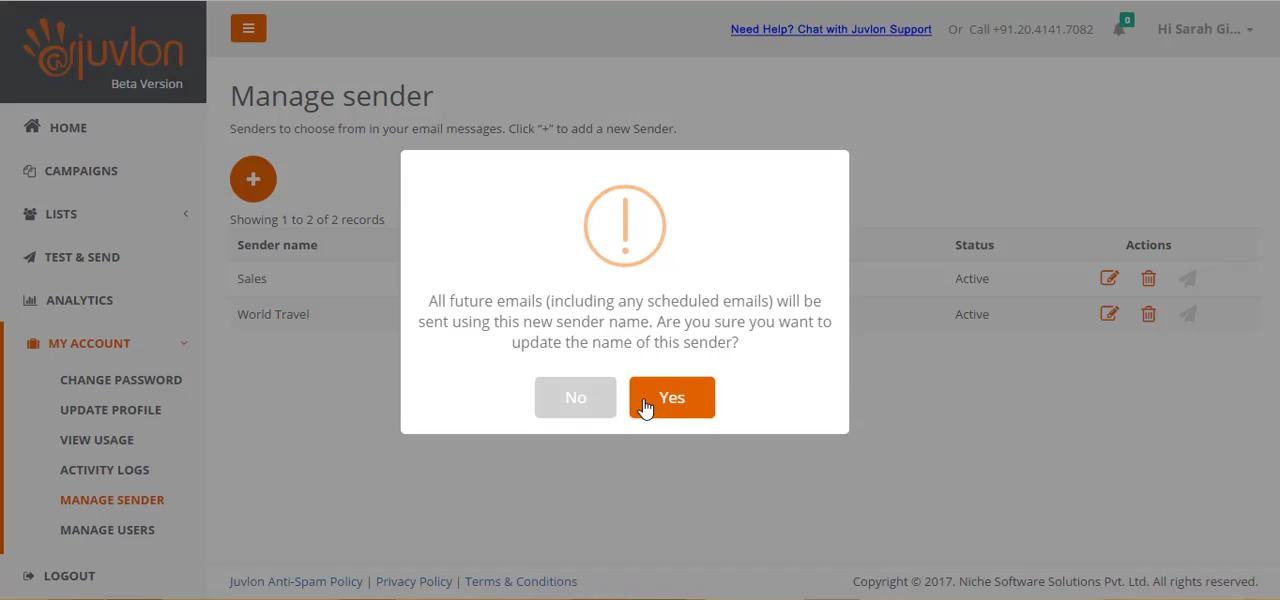 juvlon
Beta Version
HOME
CAMPAIGNS
LISTS
TEST & SEND
ANALYTICS
MY ACCOUNT
CHANGE PASSWORD
UPDATE PROFILE
VIEW USAGE
ACTIVITY LOGS
MANAGE SENDER
MANAGE USERS
LOGOUT
Need Help? Chat with Juvlon Support Or Call +91.20.4141.7082 0 Hi Sarah Gi...
Manage sender
Senders to choose from in your email messages. Click “+” to add a new Sender.
Showing 1 to 2 of 2 records
Sender name Status Actions
Sales Active
World Travel Active
All future emails (including any scheduled emails) will be
sent using this new sender name. Are you sure you want to
update the name of this sender?
No Yes
Juvlon Anti-Spam Policy | Privacy Policy | Terms & Conditions Copyright © 2017. Niche Software Solutions Pvt. Ltd. All rights reserved.